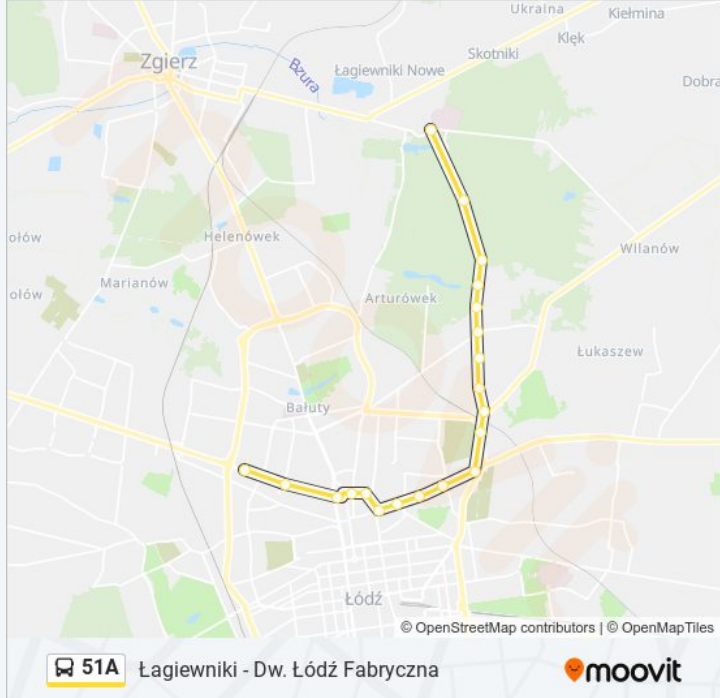 Ukraina
Kiełmina
Klęk
Skotniki
Zgierz
Bzura
Łagiewniki Nowe
Dobra
ołów
Helenówek
Wilanów
Marianów
ołów
Arturówek
Łukaszew
Bałuty
Łódź
© OpenStreetMap contributors | © OpenMapTiles
51A Łagiewniki - Dw. Łódź Fabryczna
moovit